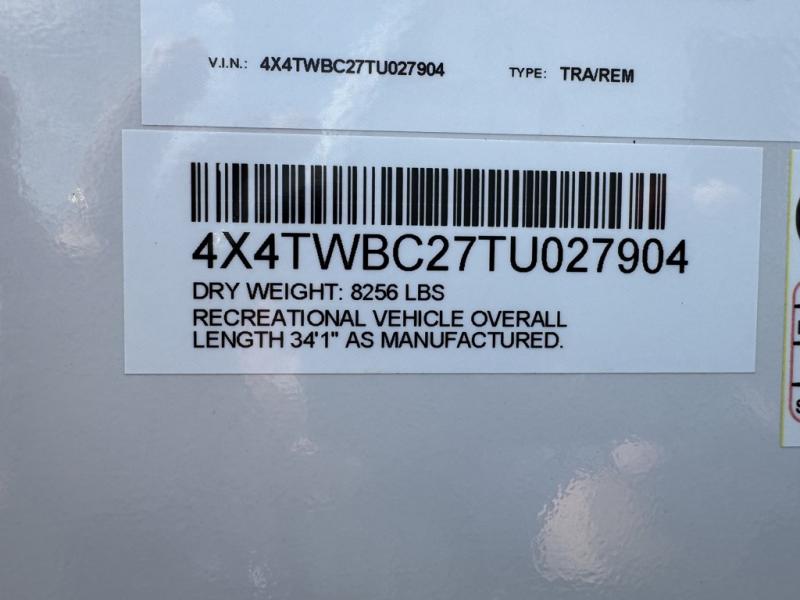 V.I.N.: 4X4TWBC27TU027904 TYPE: TRA/REM
4X4TWBC27TU027904
DRY WEIGHT: 8256 LBS
RECREATIONAL VEHICLE OVERALL
LENGTH 34'1" AS MANUFACTURED.